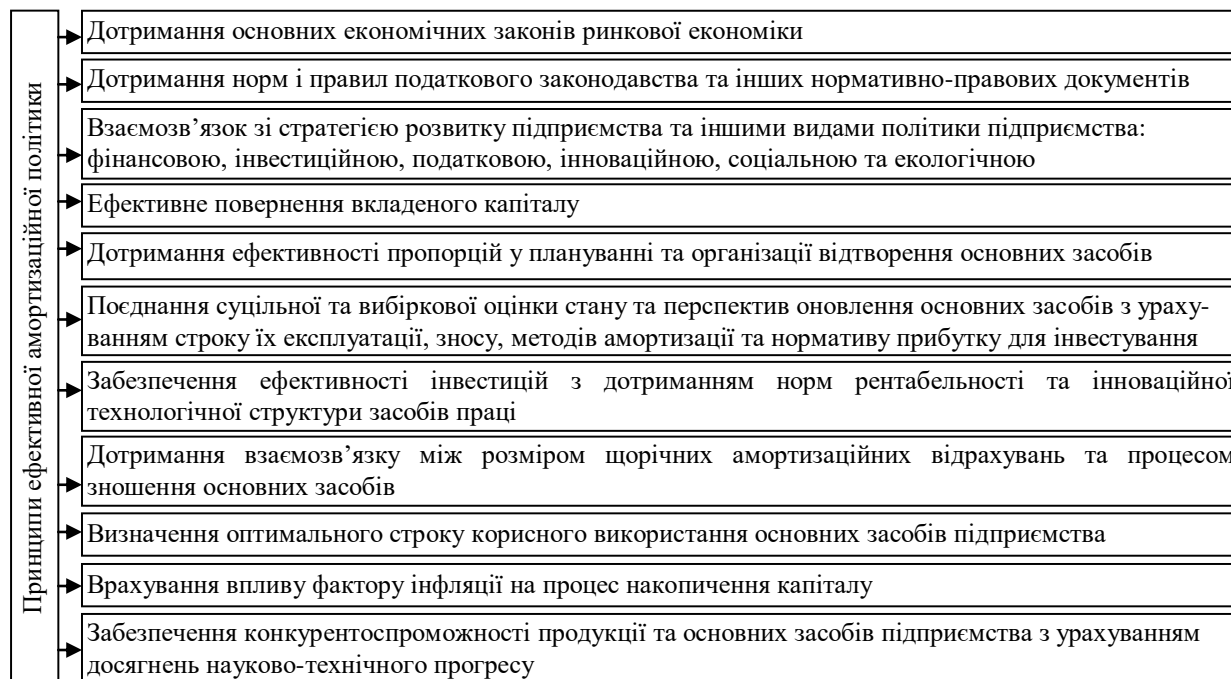 Принципи ефективної амортизаційної політики
Дотримання основних економічних законів ринкової економіки
Дотримання норм і правил податкового законодавства та інших нормативно-правових документів
Взаємозв’язок зі стратегією розвитку підприємства та іншими видами політики підприємства:
фінансовою, інвестиційною, податковою, інноваційною, соціальною та екологічною
Ефективне повернення вкладеного капіталу
Дотримання ефективності пропорцій у плануванні та організації відтворення основних засобів
Поєднання суцільної та вибіркової оцінки стану та перспектив оновлення основних засобів з ураху-
ванням строку їх експлуатації, зносу, методів амортизації та нормативу прибутку для інвестування
Забезпечення ефективності інвестицій з дотриманням норм рентабельності та інноваційної
технологічної структури засобів праці
Дотримання взаємозв’язку між розміром щорічних амортизаційних відрахувань та процесом
зношення основних засобів
Визначення оптимального строку корисного використання основних засобів підприємства
Врахування впливу фактору інфляції на процес накопичення капіталу
Забезпечення конкурентоспроможності продукції та основних засобів підприємства з урахуванням
досягнень науково-технічного прогресу